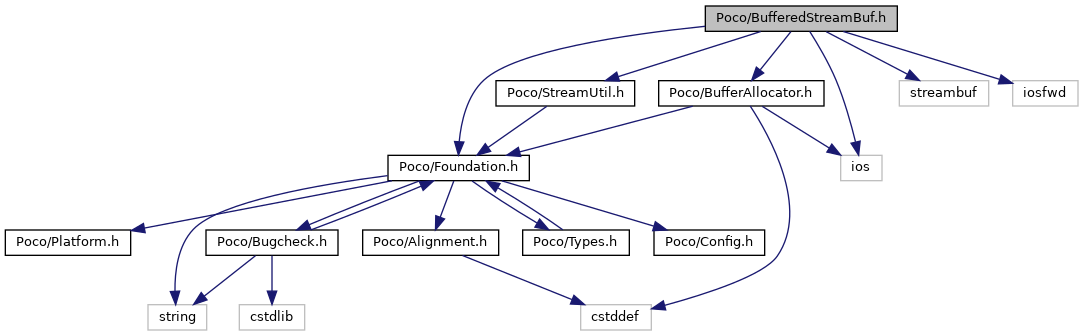 Poco/BufferedStreamBuf.h
Poco/StreamUtil.h
Poco/BufferAllocator.h
streambuf
iosfwd
Poco/Foundation.h
ios
Poco/Platform.h
Poco/Bugcheck.h
Poco/Alignment.h
Poco/Types.h
Poco/Config.h
string
cstdlib
cstddef